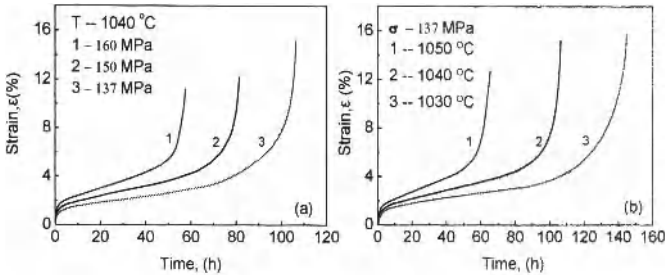 T -- 1040 °C
1 – 160 MPa
2 – 150 MPa
3 – 137 MPa
Strain, ε(%)
16
12
8
4
0
1
2
3
(a)
0 20 40 60 80 100 120
Time, (h)
σ – 137 MPa
1 -- 1050 °C
2 – 1040 °C
3 – 1030 °C
Strain, ε (%)
16
12
8
4
0
1
2
3
(b)
0 20 40 60 80 100 120 140 160
Time, (h)